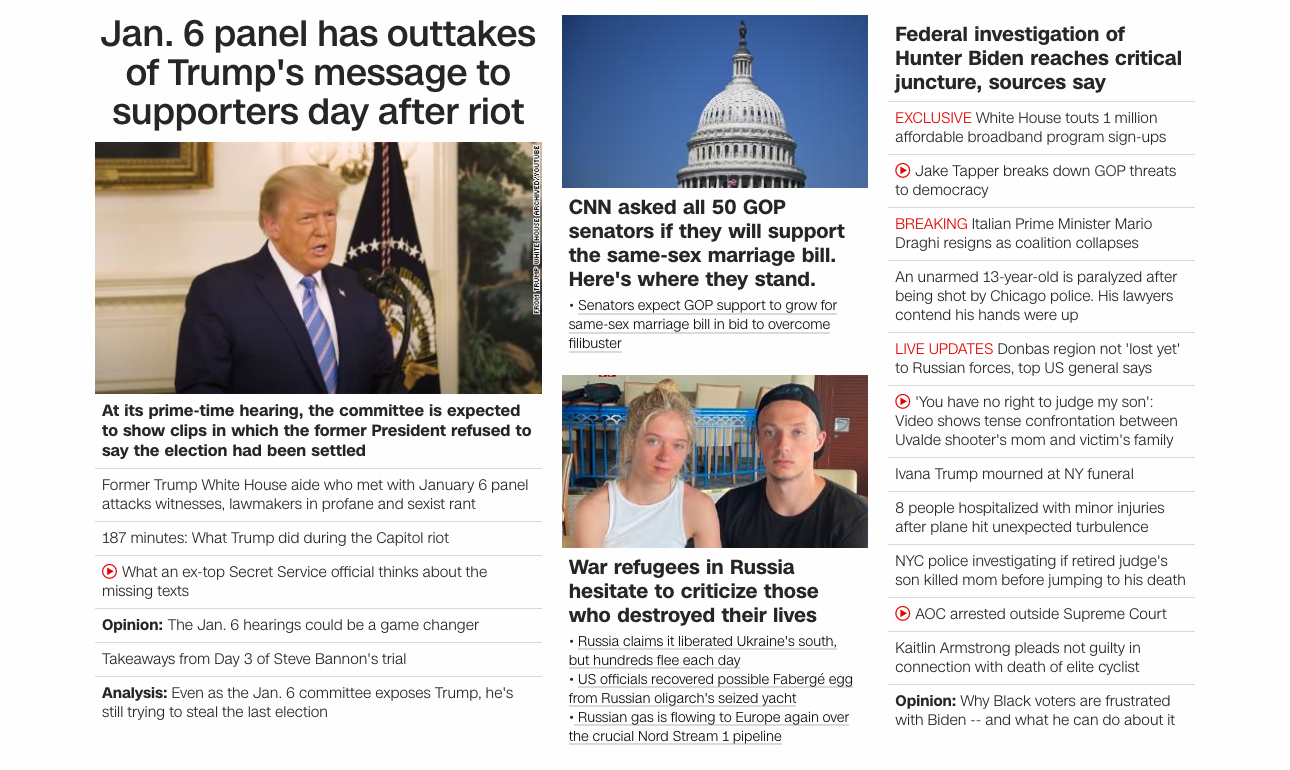 Jan. 6 panel has outtakes
of Trump's message to
supporters day after riot
FROM TRUMP WHITE HOUSE ARCHIVED/YOUTUBE
At its prime-time hearing, the committee is expected
to show clips in which the former President refused to
say the election had been settled
Former Trump White House aide who met with January 6 panel
attacks witnesses, lawmakers in profane and sexist rant
187 minutes: What Trump did during the Capitol riot
What an ex-top Secret Service official thinks about the
missing texts
Opinion: The Jan. 6 hearings could be a game changer
Takeaways from Day 3 of Steve Bannon's trial
Analysis: Even as the Jan. 6 committee exposes Trump, he's
still trying to steal the last election
CNN asked all 50 GOP
senators if they will support
the same-sex marriage bill.
Here's where they stand.
• Senators expect GOP support to grow for
same-sex marriage bill in bid to overcome
filibuster
War refugees in Russia
hesitate to criticize those
who destroyed their lives
• Russia claims it liberated Ukraine's south,
but hundreds flee each day
• US officials recovered possible Fabergé egg
from Russian oligarch's seized yacht
• Russian gas is flowing to Europe again over
the crucial Nord Stream 1 pipeline
Federal investigation of
Hunter Biden reaches critical
juncture, sources say
EXCLUSIVE White House touts 1 million
affordable broadband program sign-ups
Jake Tapper breaks down GOP threats
to democracy
BREAKING Italian Prime Minister Mario
Draghi resigns as coalition collapses
An unarmed 13-year-old is paralyzed after
being shot by Chicago police. His lawyers
contend his hands were up
LIVE UPDATES Donbas region not 'lost yet'
to Russian forces, top US general says
'You have no right to judge my son':
Video shows tense confrontation between
Uvalde shooter's mom and victim's family
Ivana Trump mourned at NY funeral
8 people hospitalized with minor injuries
after plane hit unexpected turbulence
NYC police investigating if retired judge's
son killed mom before jumping to his death
AOC arrested outside Supreme Court
Kaitlin Armstrong pleads not guilty in
connection with death of elite cyclist
Opinion: Why Black voters are frustrated
with Biden -- and what he can do about it